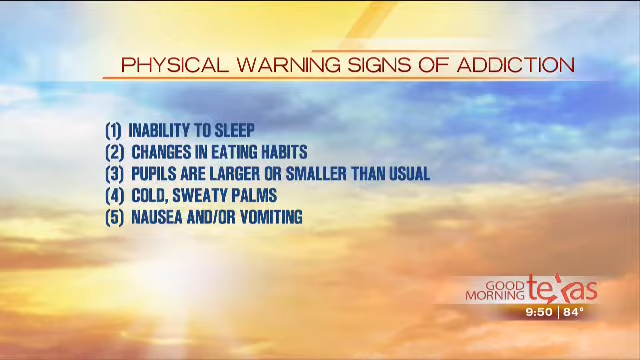 PHYSICAL WARNING SIGNS OF ADDICTION
(1) INABILITY TO SLEEP
(2) CHANGES IN EATING HABITS
(3) PUPILS ARE LARGER OR SMALLER THAN USUAL
(4) COLD, SWEATY PALMS
(5) NAUSEA AND/OR VOMITING
GOOD
MORNING texas
9:50 84°